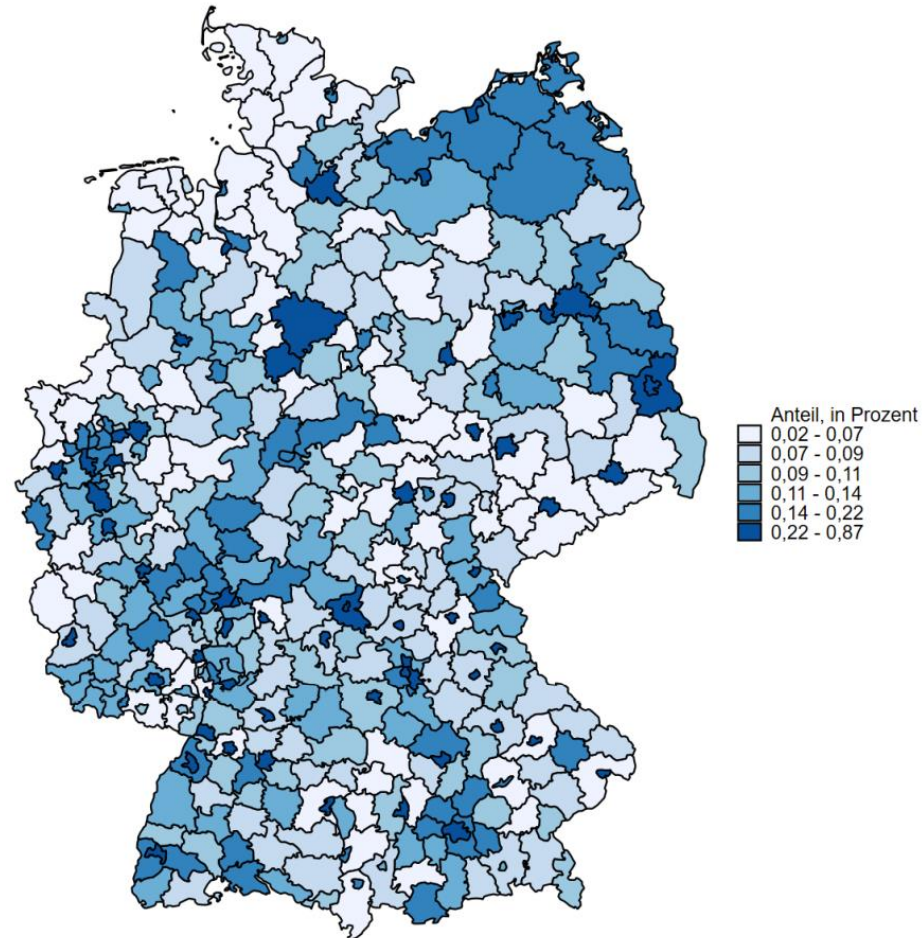 Anteil, in Prozent
0,02 - 0,07
0,07 - 0,09
0,09 - 0,11
0,11 - 0,14
0,14 - 0,22
0,22 - 0,87